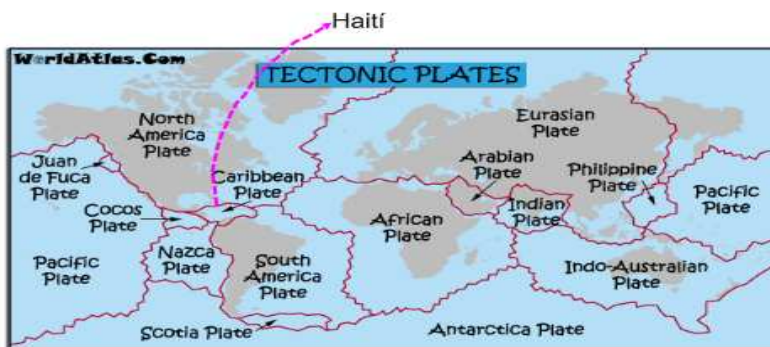 Haití
WorldAtlas.Com
TECTONIC PLATES
North
America
Plate
Eurasian
Plate
Juan
de Fuca
Plate
Caribbean
Plate
Arabian
Plate
Philippine
Plate
Pacific
Plate
Cocos
Plate
African
Plate
Indian
Plate
Pacific
Plate
Nazca
Plate
South
America
Plate
Indo-Australian
Plate
Scotia Plate
Antarctica Plate